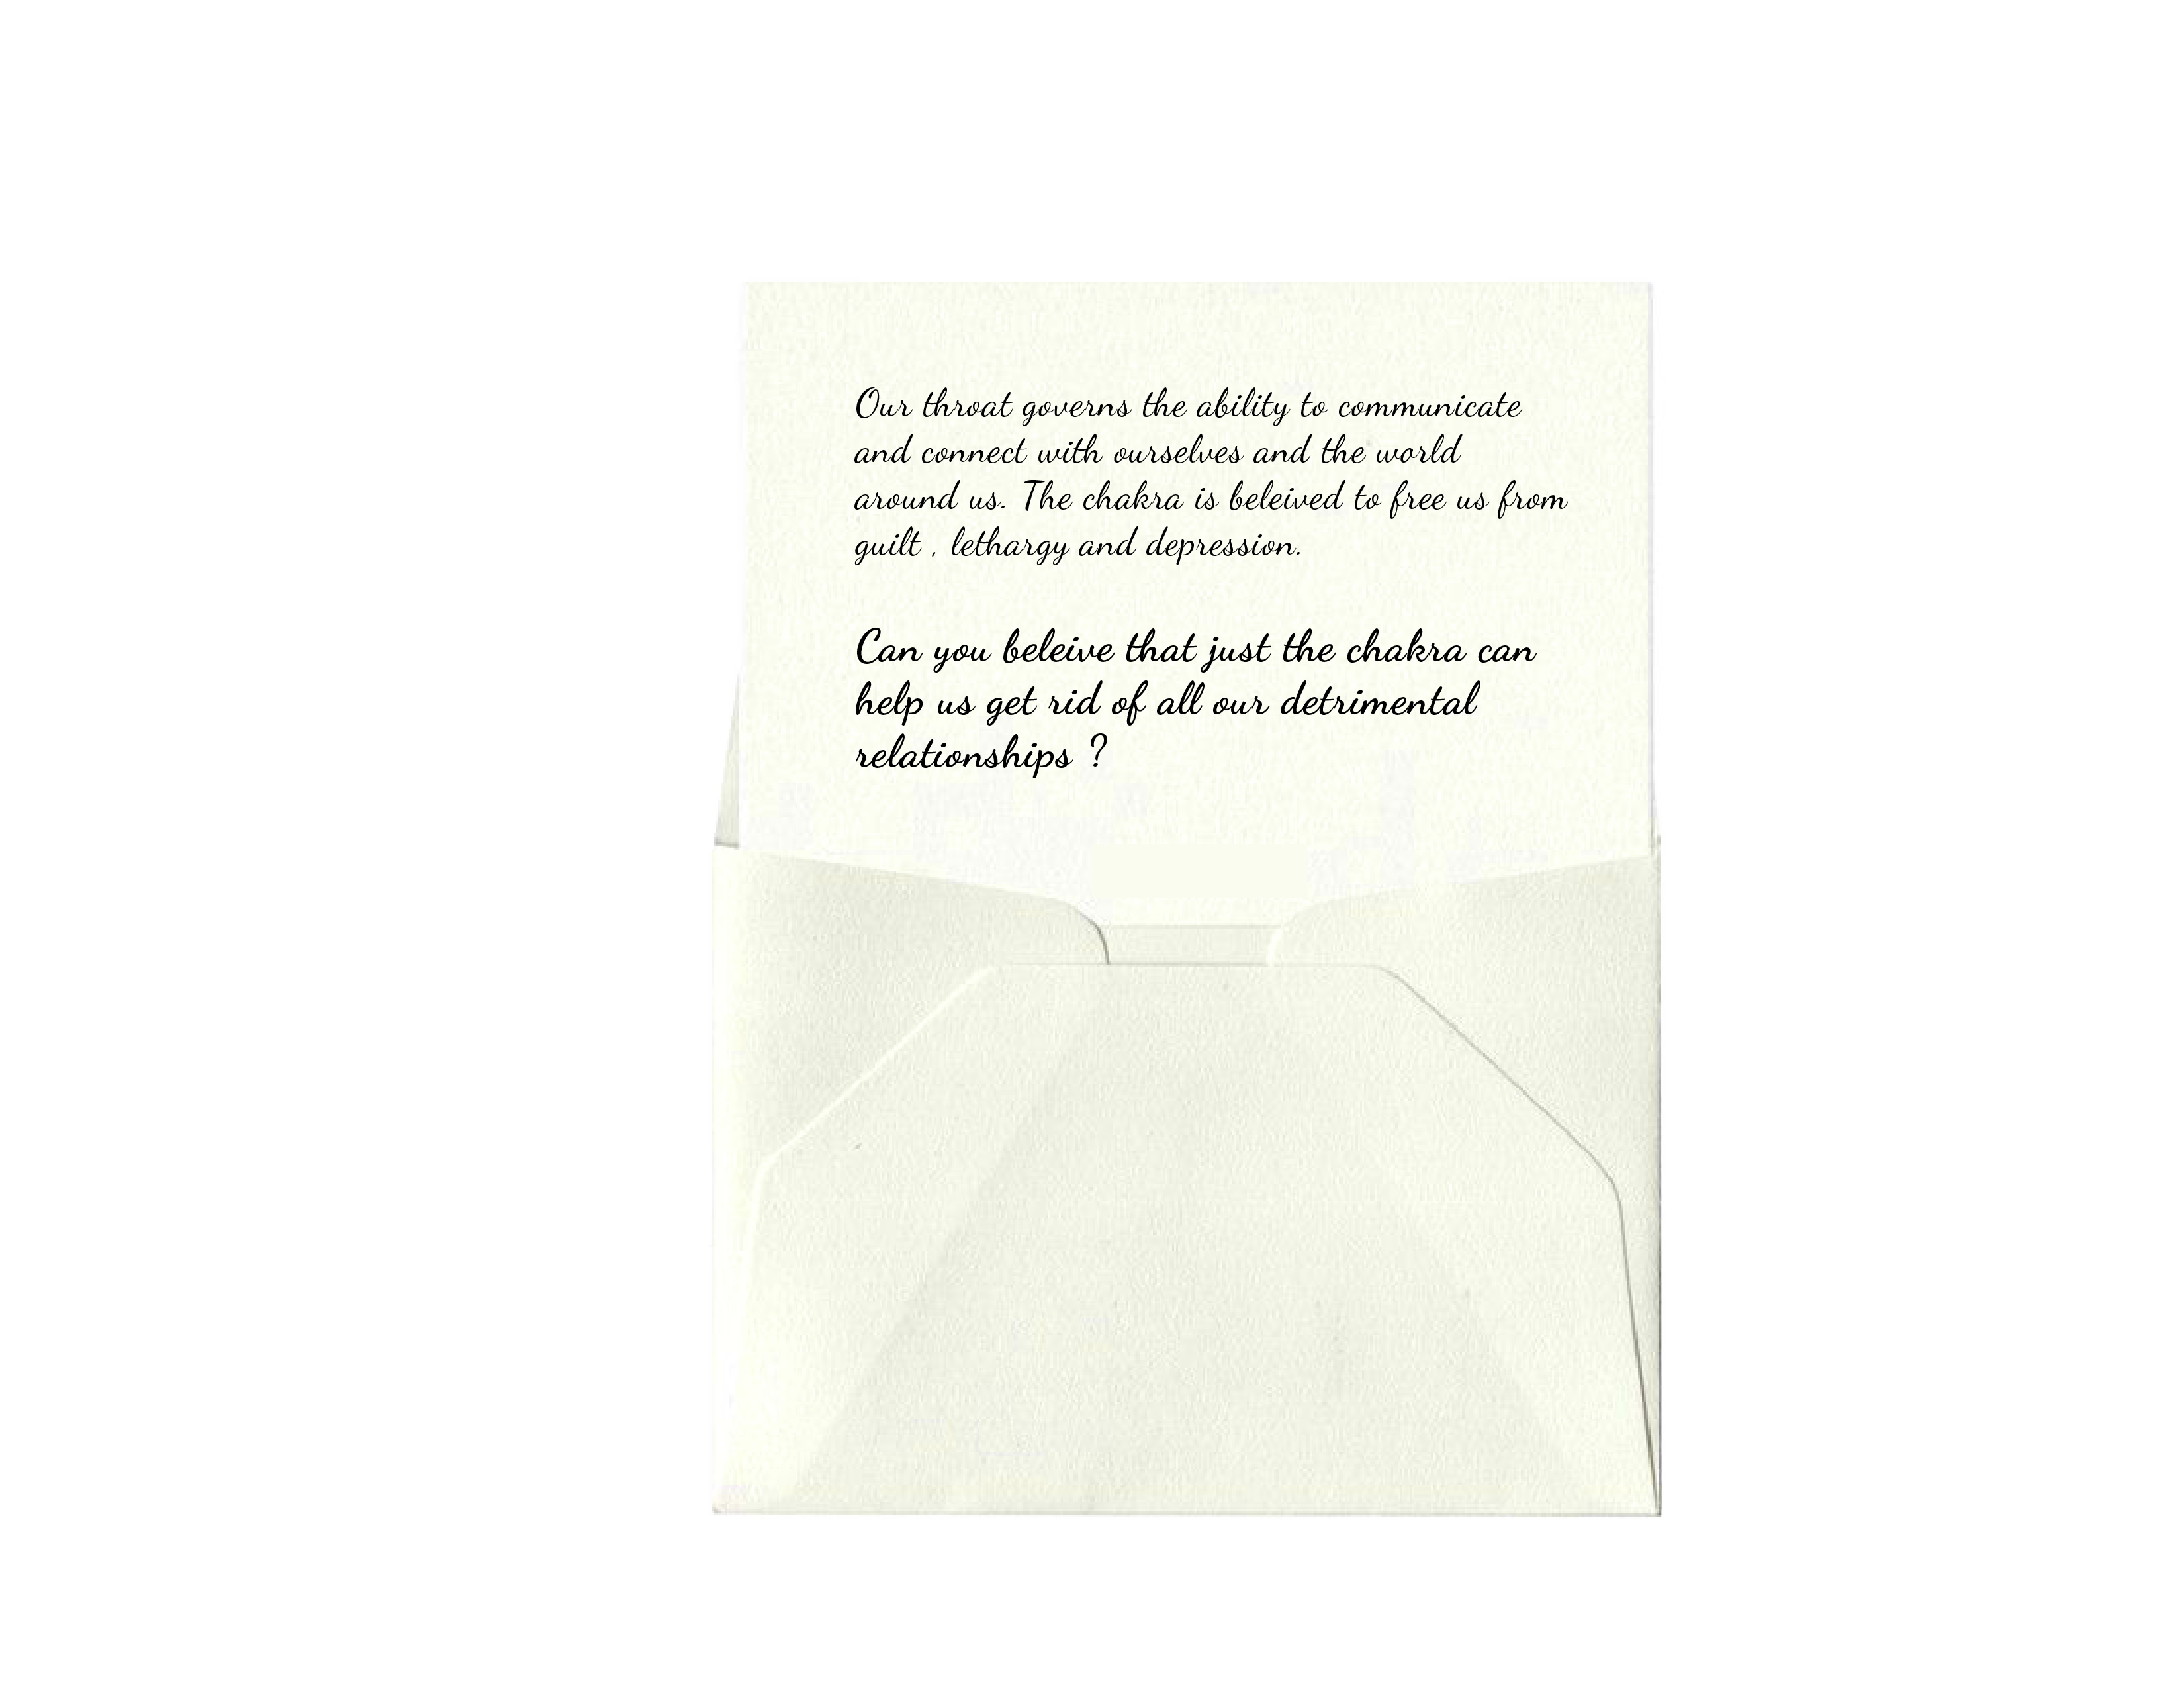 Our throat governs the ability to communicate
and connect with ourselves and the world
around us. The chakra is beleived to free us from
guilt , lethargy and depression.
Can you beleive that just the chakra can
help us get rid of all our detrimental
relationships ?